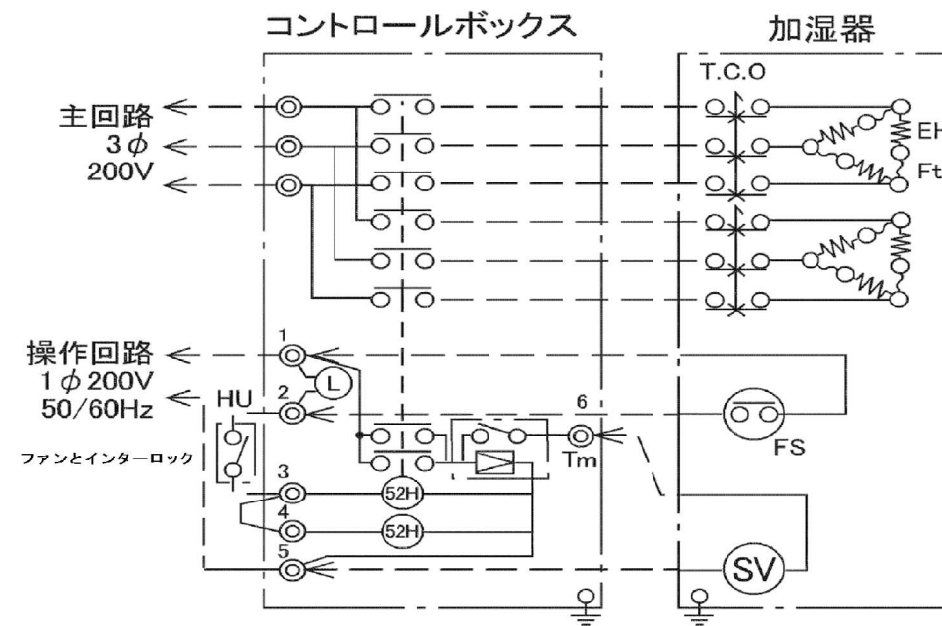 コントロールボックス
加湿器
T.C.O
主回路
3φ
200V
EH
Ft
操作回路
1φ200V
50/60Hz
HU
ファンとインターロック
1
L
2
6
Tm
FS
3
52H
4
52H
5
SV